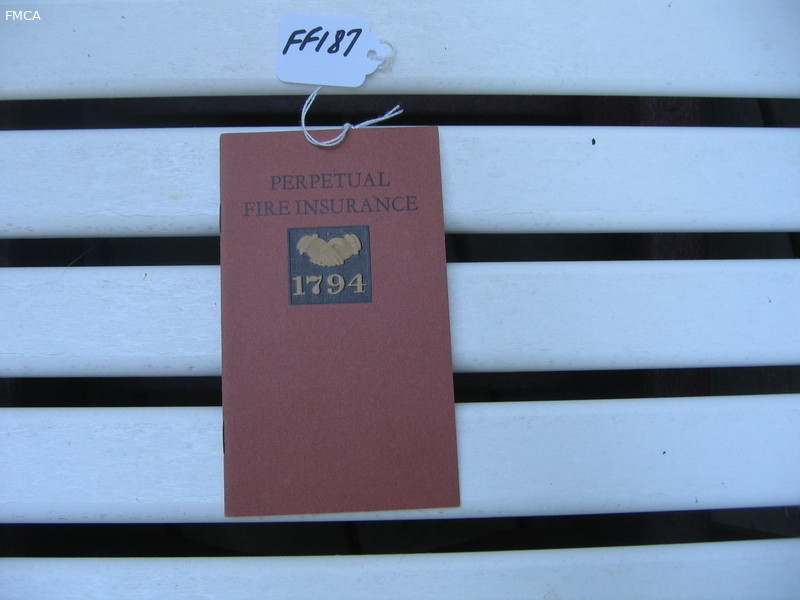 FMCA
FF187
PERPETUAL
FIRE INSURANCE
1794